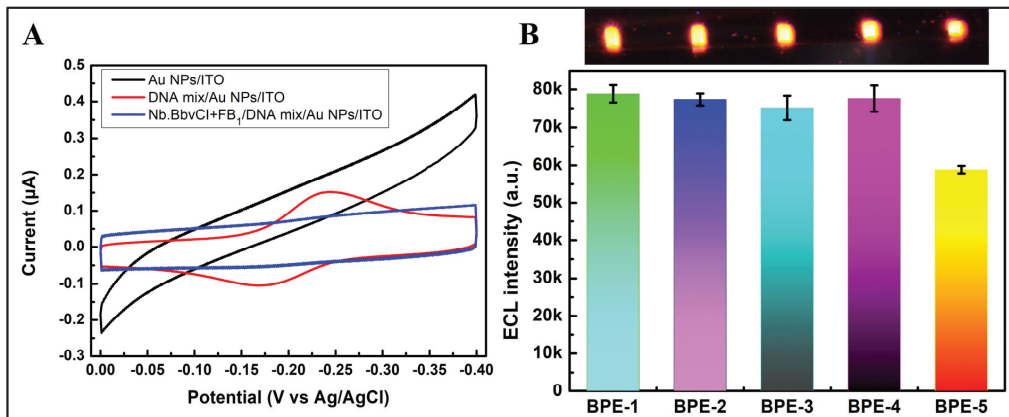 A
Current (µA)
0.5
0.4
0.3
0.2
0.1
0.0
-0.1
-0.2
-0.3
Au NPs/ITO
DNA mix/Au NPs/ITO
Nb.BbvCI+FB₁/DNA mix/Au NPs/ITO
0.00 -0.05 -0.10 -0.15 -0.20 -0.25 -0.30 -0.35 -0.40
Potential (V vs Ag/AgCl)
B
ECL intensity (a.u.)
80k
70k
60k
50k
40k
30k
20k
10k
0
BPE-1 BPE-2 BPE-3 BPE-4 BPE-5